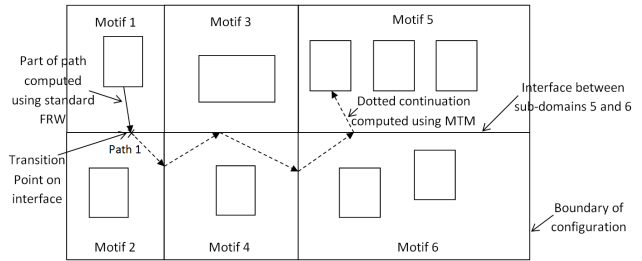 Motif 1
Motif 3
Motif 5
Part of path
computed
using standard
FRW
Dotted continuation
computed using MTM
Interface between
sub-domains 5 and 6
Path 1
Transition
Point on
interface
Boundary of
configuration
Motif 2
Motif 4
Motif 6